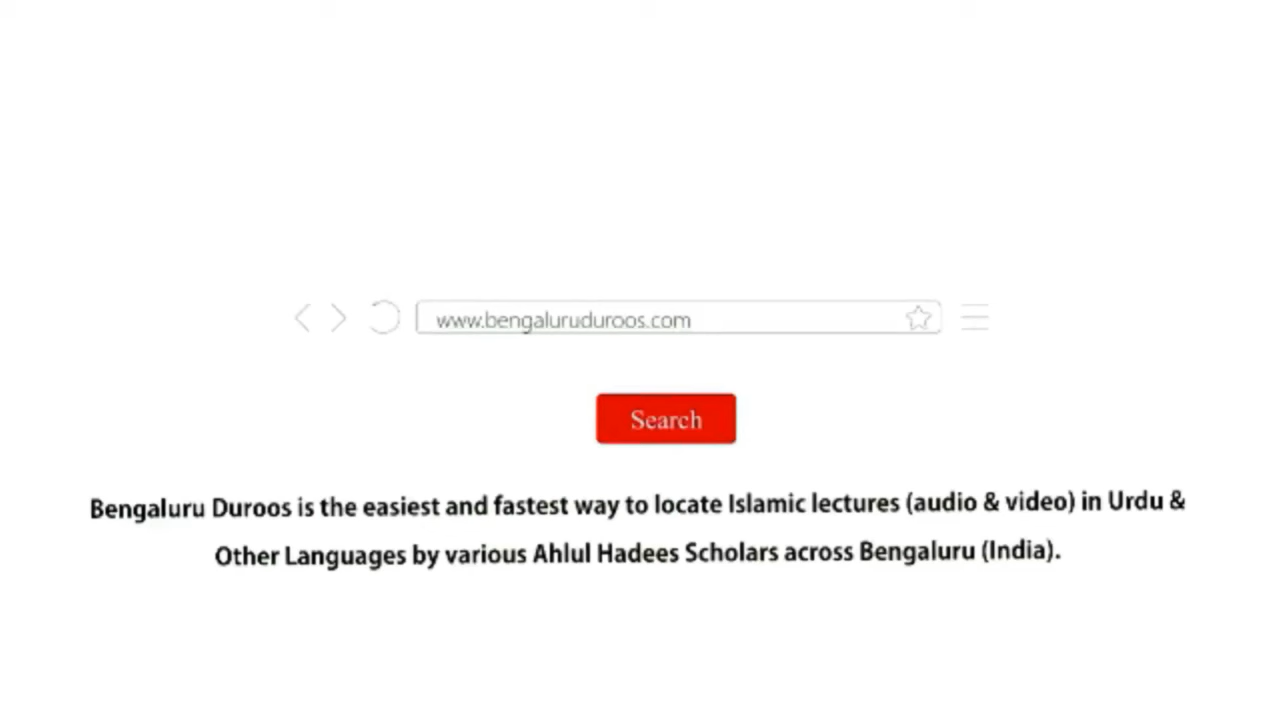 www.bengaluruduroos.com
Search
Bengaluru Duroos is the easiest and fastest way to locate Islamic lectures (audio & video) in Urdu &
Other Languages by various Ahlul Hadees Scholars across Bengaluru (India).